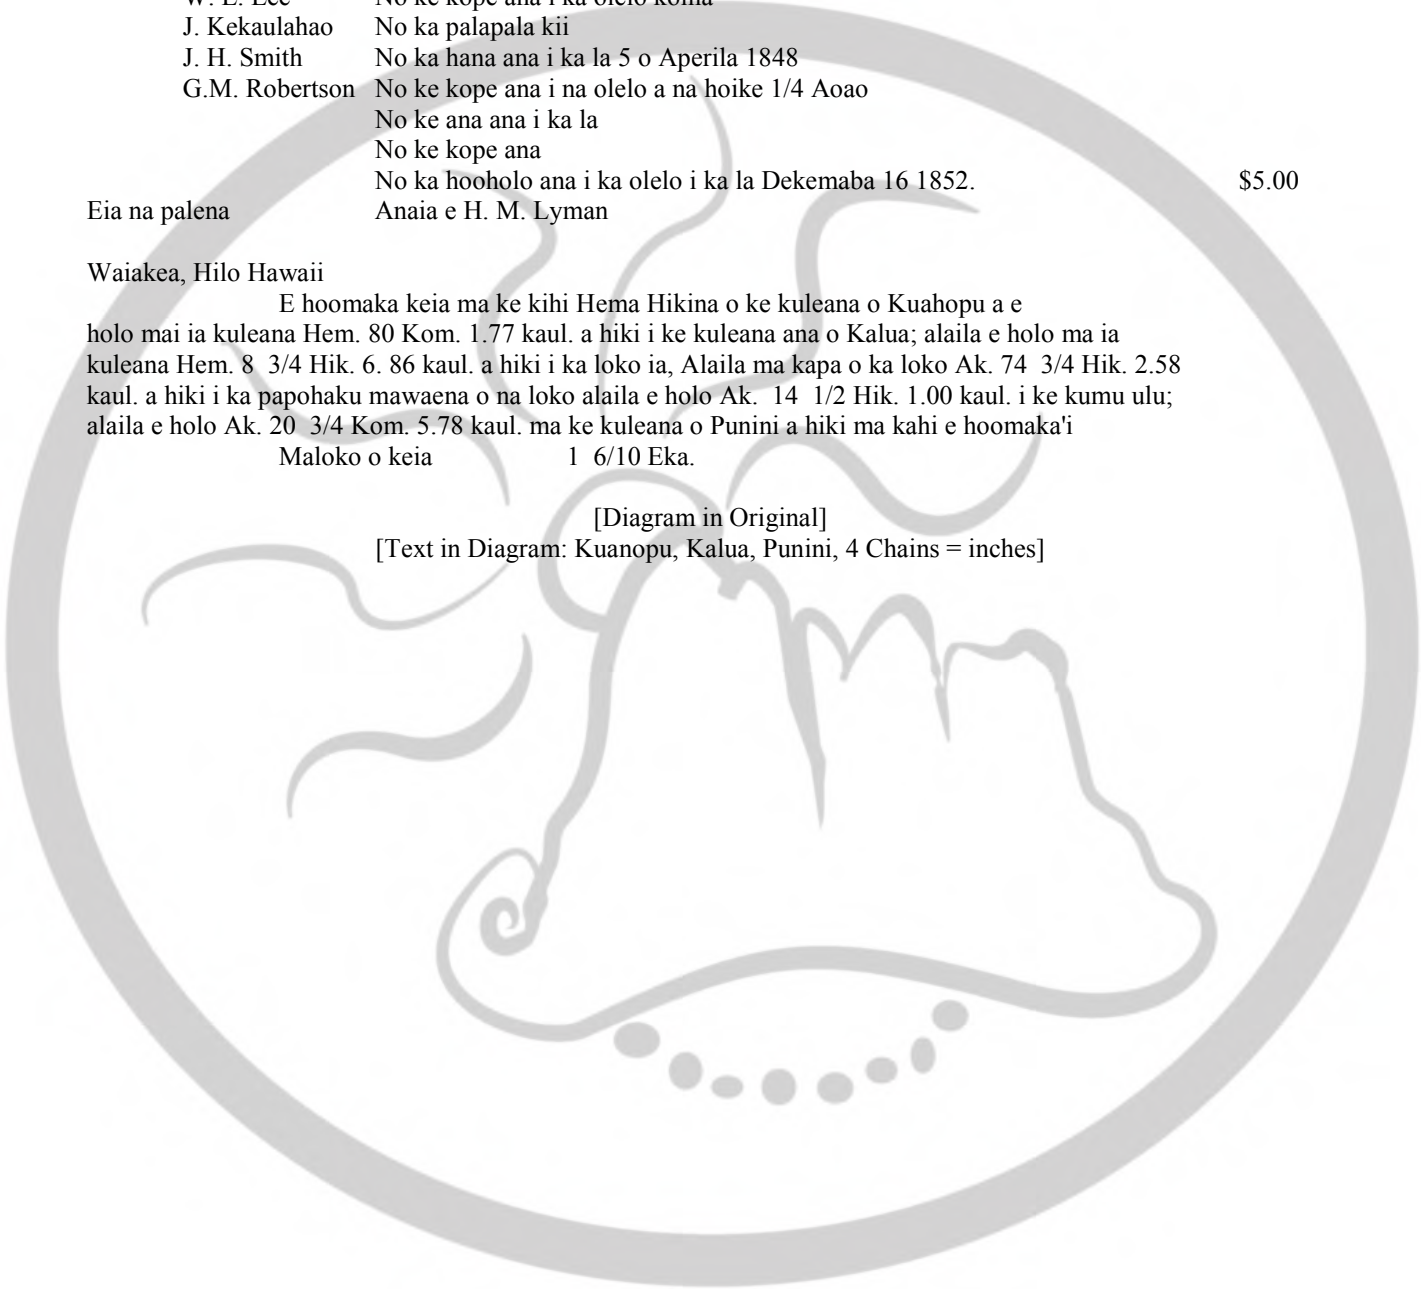 W. L. Lee No ke kope ana i ka olelo koina
J. Kekaulahao No ka palapala kii
J. H. Smith No ka hana ana i ka la 5 o Aperila 1848
G.M. Robertson No ke kope ana i na olelo a na hoike 1/4 Aoao
No ke ana ana i ka la
No ke kope ana
No ka hooholo ana i ka olelo i ka la Dekemaba 16 1852. $5.00
Eia na palena Anaia e H. M. Lyman
Waiakea, Hilo Hawaii
E hoomaka keia ma ke kihi Hema Hikina o ke kuleana o Kuahopu a e
holo mai ia kuleana Hem. 80 Kom. 1.77 kaul. a hiki i ke kuleana ana o Kalua; alaila e holo ma ia
kuleana Hem. 8 3/4 Hik. 6. 86 kaul. a hiki i ka loko ia, Alaila ma kapa o ka loko Ak. 74 3/4 Hik. 2.58
kaul. a hiki i ka papohaku mawaena o na loko alaila e holo Ak. 14 1/2 Hik. 1.00 kaul. i ke kumu ulu;
alaila e holo Ak. 20 3/4 Kom. 5.78 kaul. ma ke kuleana o Punini a hiki ma kahi e hoomaka'i
Maloko o keia 1 6/10 Eka.
[Diagram in Original]
[Text in Diagram: Kuanopu, Kalua, Punini, 4 Chains = inches]